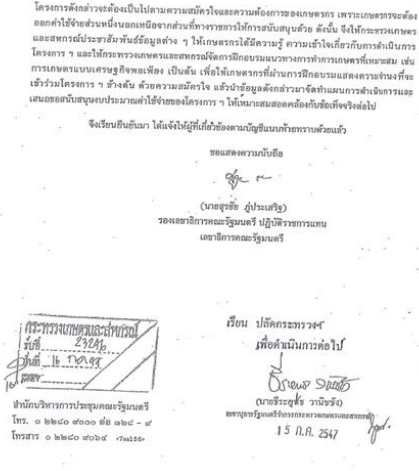 โครงการดังกล่าวจะต้องเป็นไปตามความสมัครใจและความต้องการของเกษตรกร เพราะเกษตรกรจะต้อง
ออกค่าใช้จ่ายส่วนหนึ่งนอกเหนือจากส่วนที่ทางราชการให้การสนับสนุนด้วย ดังนั้น จึงให้กระทรวงเกษตร
และสหกรณ์ประชาสัมพันธ์ข้อมูลต่าง ๆ ให้เกษตรกรได้มีความรู้ ความเข้าใจเกี่ยวกับการดำเนินการ
โครงการ ฯ และให้กระทรวงเกษตรและสหกรณ์จัดการฝึกอบรมแนวทางการทำการเกษตรที่เหมาะสม เช่น
การเกษตรแบบเศรษฐกิจพอเพียง เป็นต้น เพื่อให้เกษตรกรที่ผ่านการฝึกอบรมแสดงความจำนงที่จะ
เข้าร่วมโครงการ ฯ ข้างต้น ด้วยความสมัครใจ แล้วนำข้อมูลดังกล่าวมาจัดทำแผนการดำเนินการและ
เสนอขอสนับสนุนงบประมาณค่าใช้จ่ายของโครงการ ฯ ให้เหมาะสมสอดคล้องกับข้อเท็จจริงต่อไป
จึงเรียนยืนยันมา ได้แจ้งให้ผู้ที่เกี่ยวข้องตามบัญชีแนบท้ายทราบด้วยแล้ว
ขอแสดงความนับถือ
(นายสุรชัย ภู่ประเสริฐ)
รองเลขาธิการคณะรัฐมนตรี ปฏิบัติราชการแทน
เลขาธิการคณะรัฐมนตรี
กระทรวงเกษตรและสหกรณ์
รับที่
วันที่ 16
เวลา
สำนักบริหารการประชุมคณะรัฐมนตรี
โทร. ๐ ๒๒๘๐ ๙๐๐๐ ต่อ ๓๒๔ - ๙
โทรสาร ๐ ๒๒๘๐ ๙๐๖๔
เรียน ปลัดกระทรวงฯ
เพื่อดำเนินการต่อไป
(นายธีระยุทธ วานิชชัง)
15 ก.ค. 2547